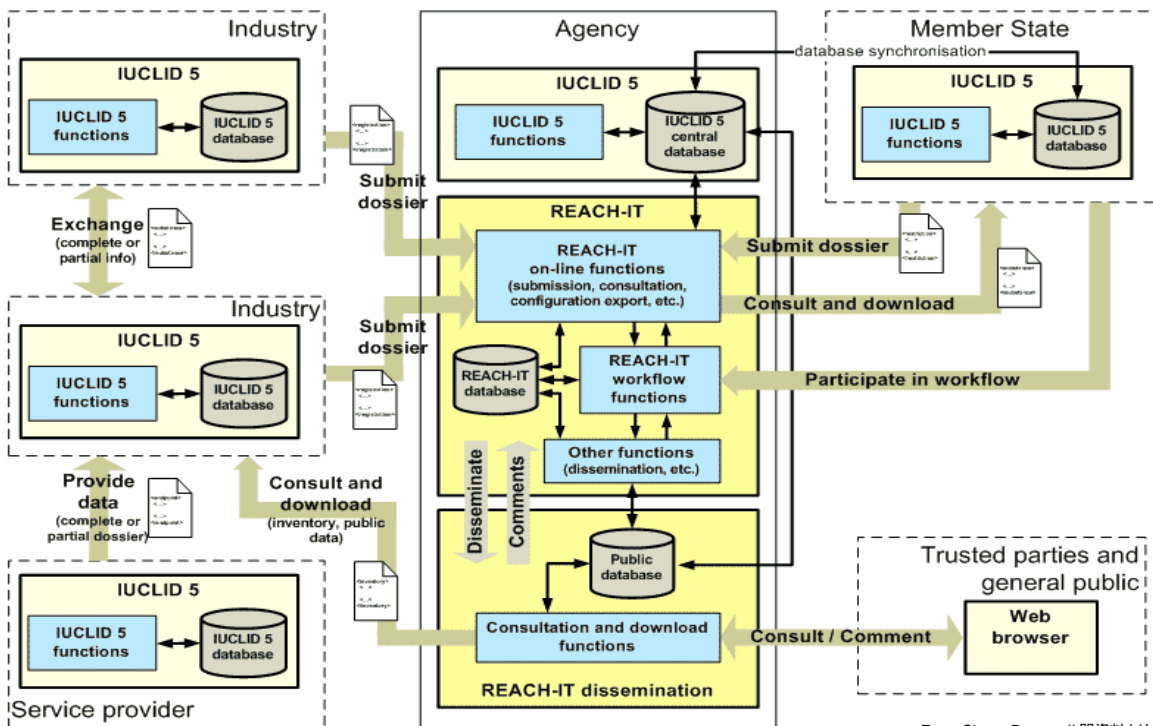 Industry
IUCLID 5
IUCLID 5
functions
IUCLID 5
database
Exchange
(complete or
partial info)
Industry
IUCLID 5
IUCLID 5
functions
IUCLID 5
database
Provide
data
(complete or
partial dossier)
Consult and
download
(inventory, public
data)
IUCLID 5
IUCLID 5
functions
IUCLID 5
database
Service provider
Submit
dossier
Submit
dossier
Agency
IUCLID 5
IUCLID 5
functions
IUCLID 5
central
database
REACH-IT
REACH-IT
on-line functions
(submission, consultation,
configuration export, etc.)
REACH-IT
database
REACH-IT
workflow
functions
Other functions
(dissemination, etc.)
Disseminate
Comments
Public
database
Consultation and download
functions
REACH-IT dissemination
Member State
database synchronisation
IUCLID 5
IUCLID 5
functions
IUCLID 5
database
Submit dossier
Consult and download
Participate in workflow
Trusted parties and
general public
Web
browser
Consult / Comment